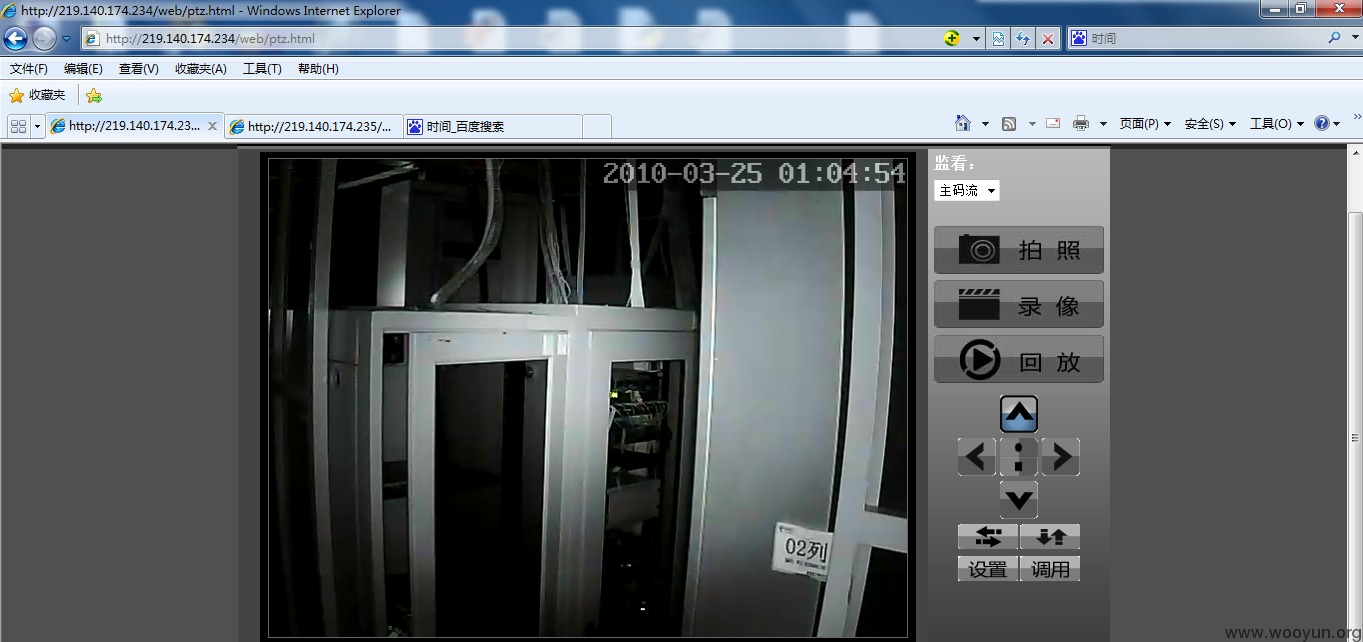 http://219.140.174.234/web/ptz.html - Windows Internet Explorer
http://219.140.174.234/web/ptz.html
时间
文件(F) 编辑(E) 查看(V) 收藏夹(A) 工具(T) 帮助(H)
收藏夹
http://219.140.174.23... http://219.140.174.235/... 时间_百度搜索
页面(P) 安全(S) 工具(O)
监看：
2010-03-25 01:04:54
主码流
拍照
录像
回放
02列
设置 调用
www.wooyun.org